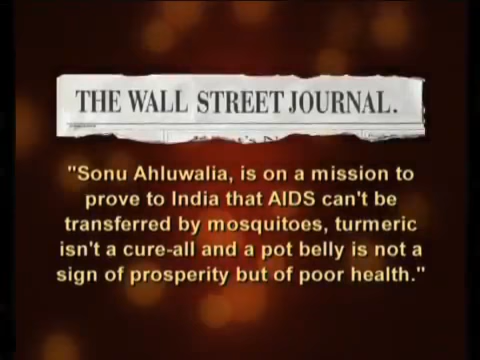 THE WALL STREET JOURNAL.
"Sonu Ahluwalia, is on a mission to
prove to India that AIDS can't be
transferred by mosquitoes, turmeric
isn't a cure-all and a pot belly is not a
sign of prosperity but of poor health."